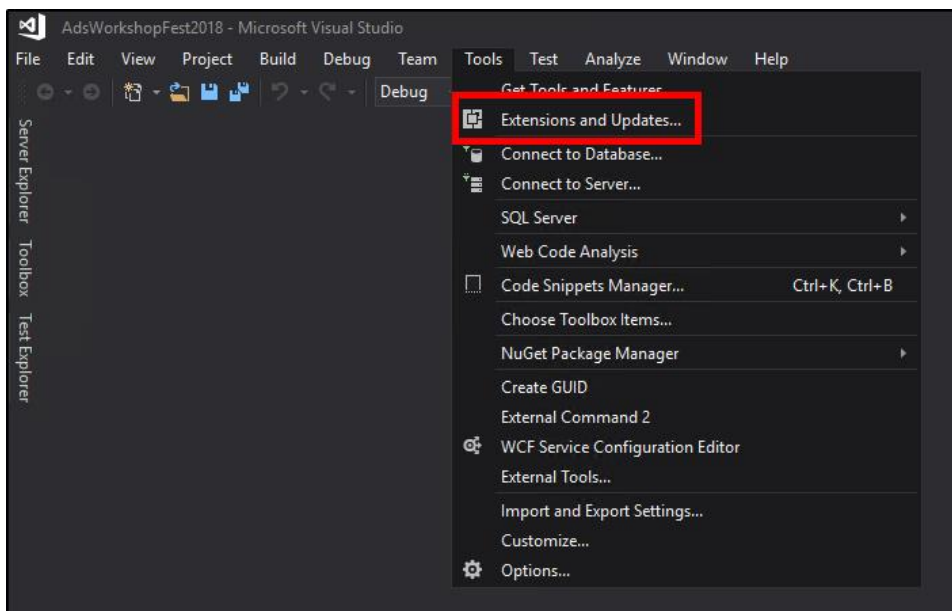 AdsWorkshopFest2018 - Microsoft Visual Studio
File Edit View Project Build Debug Team Tools Test Analyze Window Help
Debug
Get Tools and Features
Extensions and Updates...
Connect to Database...
Connect to Server...
SQL Server
Web Code Analysis
Code Snippets Manager... Ctrl+K, Ctrl+B
Choose Toolbox Items...
NuGet Package Manager
Create GUID
External Command 2
WCF Service Configuration Editor
External Tools...
Import and Export Settings...
Customize...
Options...
Server Explorer
Toolbox
Test Explorer